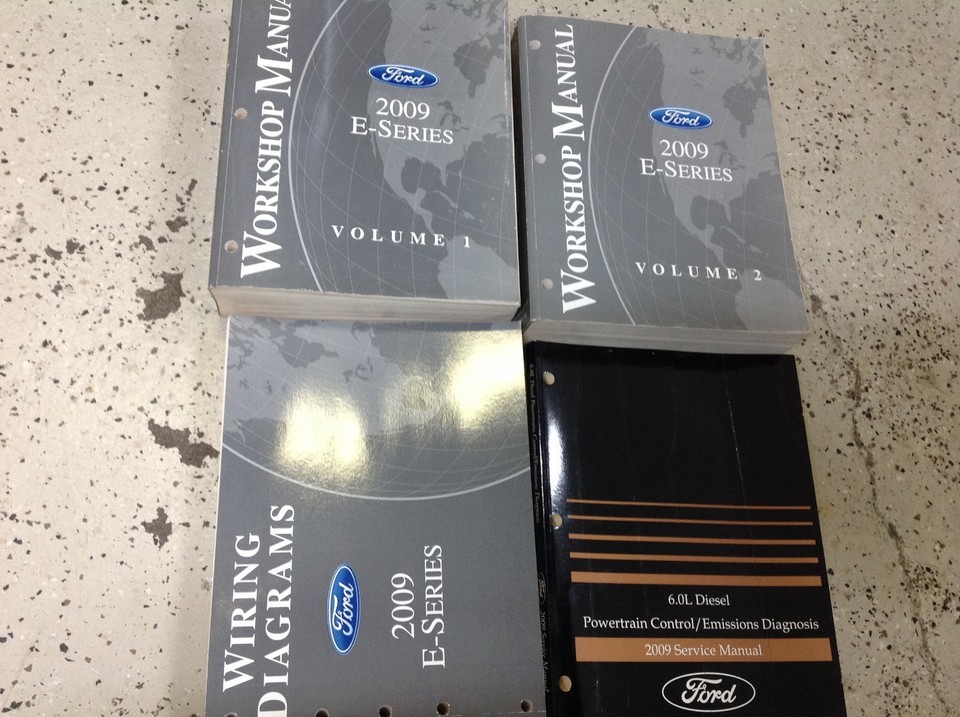 WORKSHOP MANUA
Ford
2009
E-SERIES
VOLUME 1
WORKSHOP MANUAL
Ford
2009
E-SERIES
VOLUME 2
WIRING
DIAGRAMS
Ford
2009
E-SERIES
6.0L Diesel
Powertrain Control/Emissions Diagnosis
2009 Service Manual
Ford